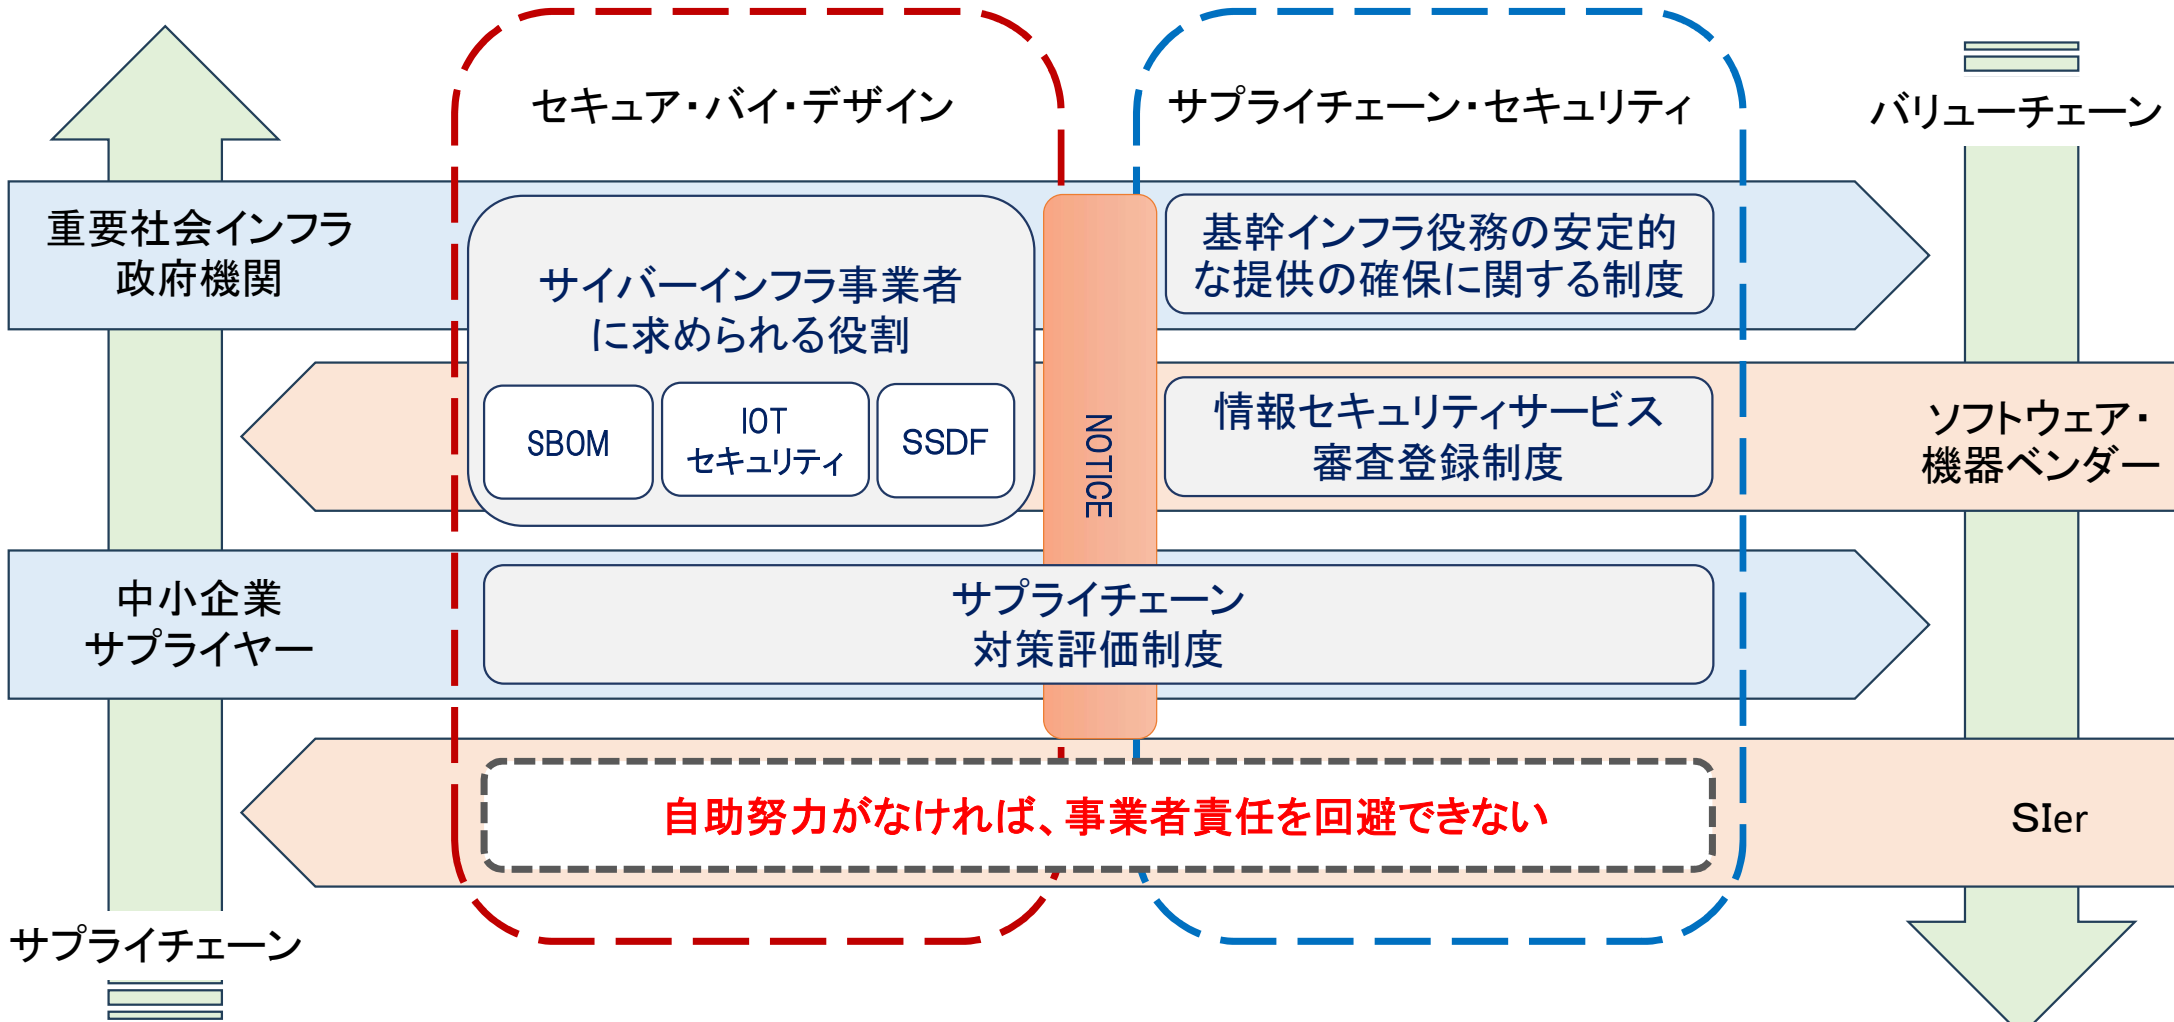 セキュア・バイ・デザイン
サプライチェーン・セキュリティ
バリューチェーン
重要社会インフラ
政府機関
サイバーインフラ事業者
に求められる役割
SBOM
IOT
セキュリティ
SSDF
NOTICE
基幹インフラ役務の安定的
な提供の確保に関する制度
情報セキュリティサービス
審査登録制度
ソフトウェア・
機器ベンダー
中小企業
サプライヤー
サプライチェーン
対策評価制度
自助努力がなければ、事業者責任を回避できない
SIer
サプライチェーン